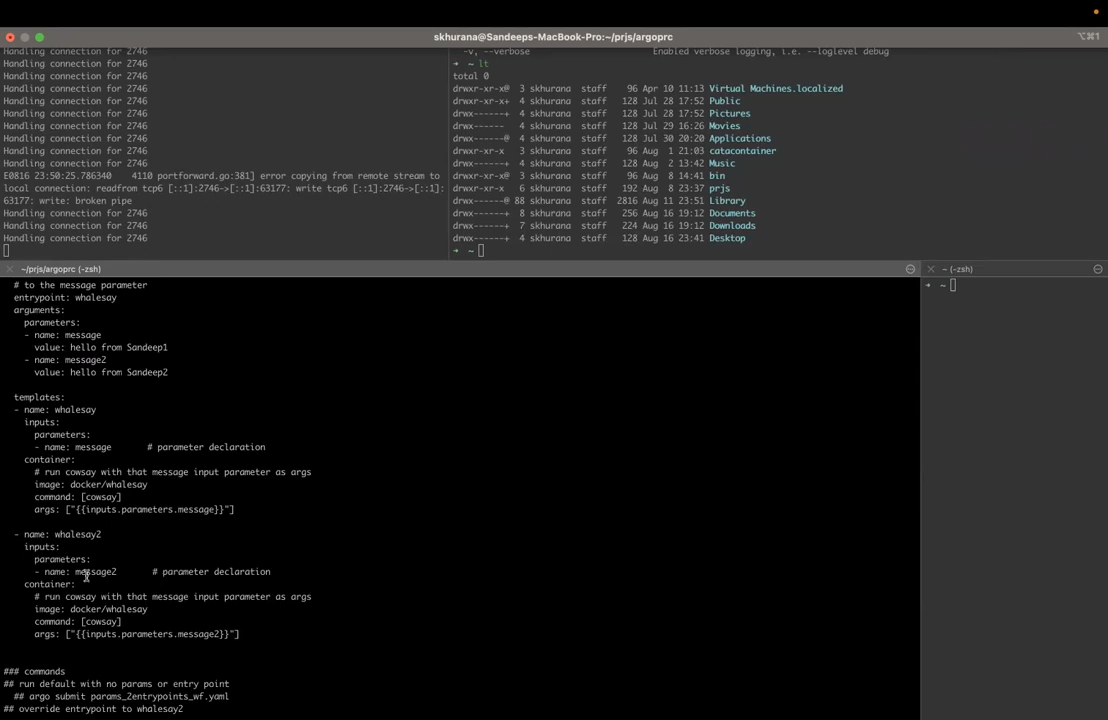 skhurana@Sandeeps-MacBook-Pro:~/prjs/argoprc
⌥⌘1
Handling connection for 2746
Handling connection for 2746
Handling connection for 2746
Handling connection for 2746
Handling connection for 2746
Handling connection for 2746
Handling connection for 2746
Handling connection for 2746
Handling connection for 2746
Handling connection for 2746
E0816 23:50:25.786340    4110 portforward.go:381] error copying from remote stream to
local connection: readfrom tcp6 [::1]:2746->[::1]:63177: write tcp6 [::1]:2746->[::1]:
63177: write: broken pipe
Handling connection for 2746
Handling connection for 2746
Handling connection for 2746
-v, --verbose                    Enabled verbose logging, i.e. --loglevel debug
➜  ~ lt
total 0
drwxr-xr-x@  3 skhurana  staff    96 Apr 10 11:13 Virtual Machines.localized
drwxr-xr-x+  4 skhurana  staff   128 Jul 28 17:52 Public
drwx------+  4 skhurana  staff   128 Jul 28 17:52 Pictures
drwx------   4 skhurana  staff   128 Jul 29 16:26 Movies
drwx------@  4 skhurana  staff   128 Jul 30 20:20 Applications
drwxr-xr-x   3 skhurana  staff    96 Aug  1 21:03 catacontainer
drwx------+  4 skhurana  staff   128 Aug  2 13:42 Music
drwxr-xr-x@  3 skhurana  staff    96 Aug  8 14:41 bin
drwxr-xr-x   6 skhurana  staff   192 Aug  8 23:37 prjs
drwx------@ 88 skhurana  staff  2816 Aug 11 23:51 Library
drwx------+  8 skhurana  staff   256 Aug 16 19:12 Documents
drwx------+  7 skhurana  staff   224 Aug 16 19:12 Downloads
drwx------+  4 skhurana  staff   128 Aug 16 23:41 Desktop
➜  ~
~/prjs/argoprc (-zsh)
# to the message parameter
entrypoint: whalesay
arguments:
parameters:
- name: message
value: hello from Sandeep1
- name: message2
value: hello from Sandeep2
templates:
- name: whalesay
inputs:
parameters:
- name: message       # parameter declaration
container:
# run cowsay with that message input parameter as args
image: docker/whalesay
command: [cowsay]
args: ["{{inputs.parameters.message}}"]
- name: whalesay2
inputs:
parameters:
- name: message2       # parameter declaration
container:
# run cowsay with that message input parameter as args
image: docker/whalesay
command: [cowsay]
args: ["{{inputs.parameters.message2}}"]
### commands
## run default with no params or entry point
## argo submit params_2entrypoints_wf.yaml
## override entrypoint to whalesay2
~ (-zsh)
➜  ~